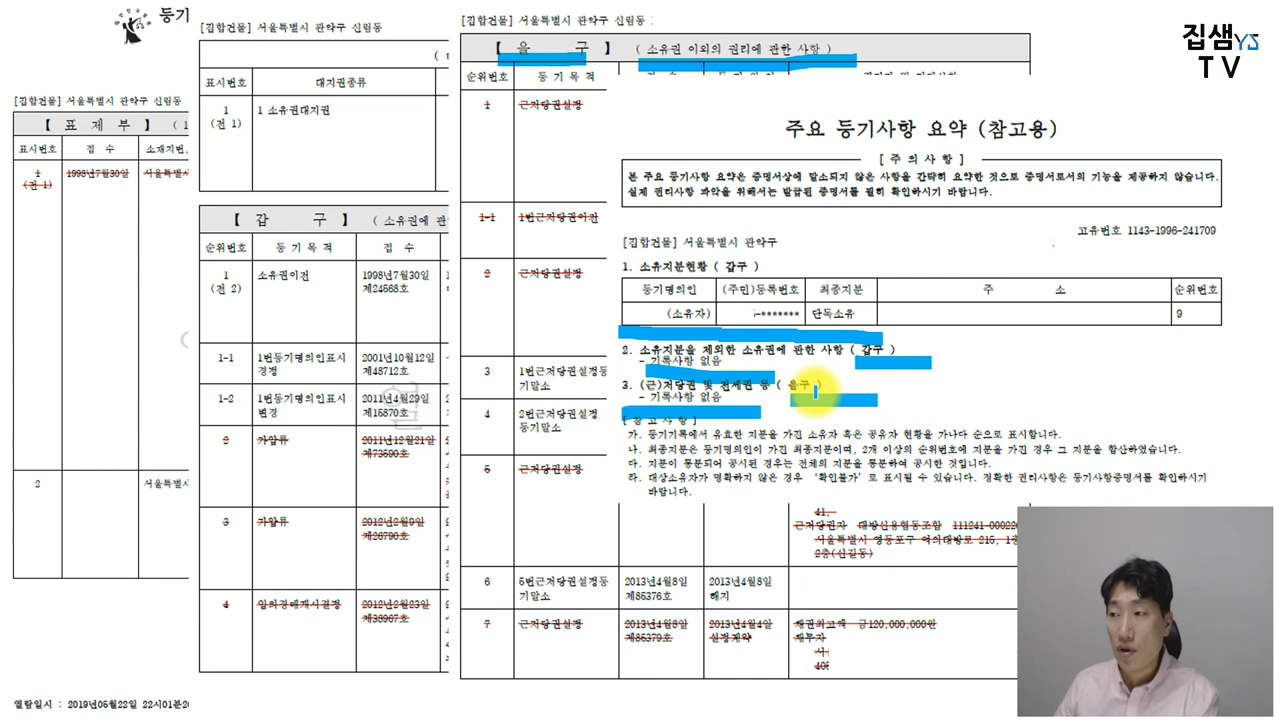 등기
[집합건물] 서울특별시 관악구 신림동
【 표 제 부 】
표시번호 접 수 소재지번,
1 1998년7월30일 서울특별시
(전 1)
2 서울특별시
열람일시 : 2019년05월22일 22시01분20
[집합건물] 서울특별시 관악구 신림동
표시번호 대지권종류
1 1 소유권대지권
(전 1)
【 갑 구 】 ( 소유권에 관
순위번호 등 기 목 적 접 수
1 소유권이전 1998년7월30일
(전 2) 제24568호
1-1 1번등기명의인표시 2001년10월12일
경정 제48712호
1-2 1번등기명의인표시 2011년4월29일
변경 제15870호
2 가압류 2011년12월21일
제73590호
3 가압류 2012년2월9일
제26790호
4 임의경매개시결정 2012년2월23일
제38967호
열
[집합건물] 서울특별시 관악구 신림동
【 을 구 】 ( 소유권 이외의 권리에 관한 사항 )
순위번호 등 기 목 적
1 근저당권설정
1-1 1번근저당권이전
2 근저당권설정
3 1번근저당권설정등
기말소
4 2번근저당권설정
등기말소
5 근저당권설정
41,
근저당권자 대방신용협동조합 111241-000220
서울특별시 영등포구 여의대방로 215, 1층
2층(신길동)
6 5번근저당권설정등 2013년4월8일 2013년4월8일
기말소 제85376호 해지
7 근저당권설정 2013년4월8일 2013년4월4일 채권최고액 금120,000,000원
제85379호 설정계약 채무자
주요 등기사항 요약 (참고용)
[ 주 의 사 항 ]
본 주요 등기사항 요약은 증명서상에 말소되지 않은 사항을 간략히 요약한 것으로 증명서로서의 기능을 제공하지 않습니다.
실제 권리사항 파악을 위해서는 발급된 증명서를 필히 확인하시기 바랍니다.
고유번호 1143-1996-241709
[집합건물] 서울특별시 관악구
1. 소유지분현황 ( 갑구 )
등기명의인 (주민)등록번호 최종지분 주 소 순위번호
(소유자) -******* 단독소유 9
2. 소유지분을 제외한 소유권에 관한 사항 ( 갑구 )
- 기록사항 없음
3. (근)저당권 및 전세권 등 ( 을구 )
- 기록사항 없음
[ 참 고 사 항 ]
가. 등기기록에서 유효한 지분을 가진 소유자 혹은 공유자 현황을 가나다 순으로 표시합니다.
나. 최종지분은 등기명의인이 가진 최종지분이며, 2개 이상의 순위번호에 지분을 가진 경우 그 지분을 합산하였습니다.
다. 지분이 통분되어 공시된 경우는 전체의 지분을 통분하여 공시한 것입니다.
라. 대상소유자가 명확하지 않은 경우 '확인불가' 로 표시될 수 있습니다. 정확한 권리사항은 등기사항증명서를 확인하시기
바랍니다.
집샘YS
TV